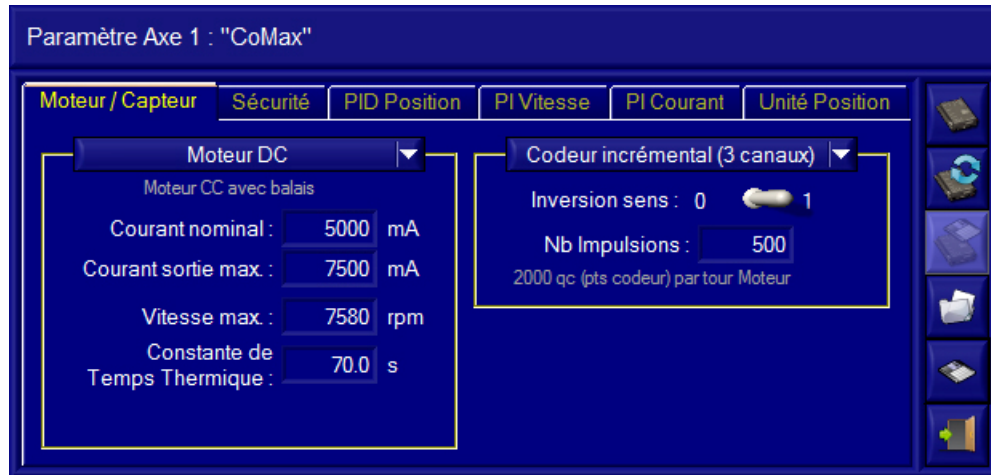 Paramètre Axe 1 : "CoMax"
Moteur / Capteur Sécurité PID Position PI Vitesse PI Courant Unité Position
Moteur DC
Moteur CC avec balais
Courant nominal : 5000 mA
Courant sortie max. : 7500 mA
Vitesse max. : 7580 rpm
Constante de
Temps Thermique : 70.0 s
Codeur incrémental (3 canaux)
Inversion sens : 0 1
Nb Impulsions : 500
2000 qc (pts codeur) par tour Moteur